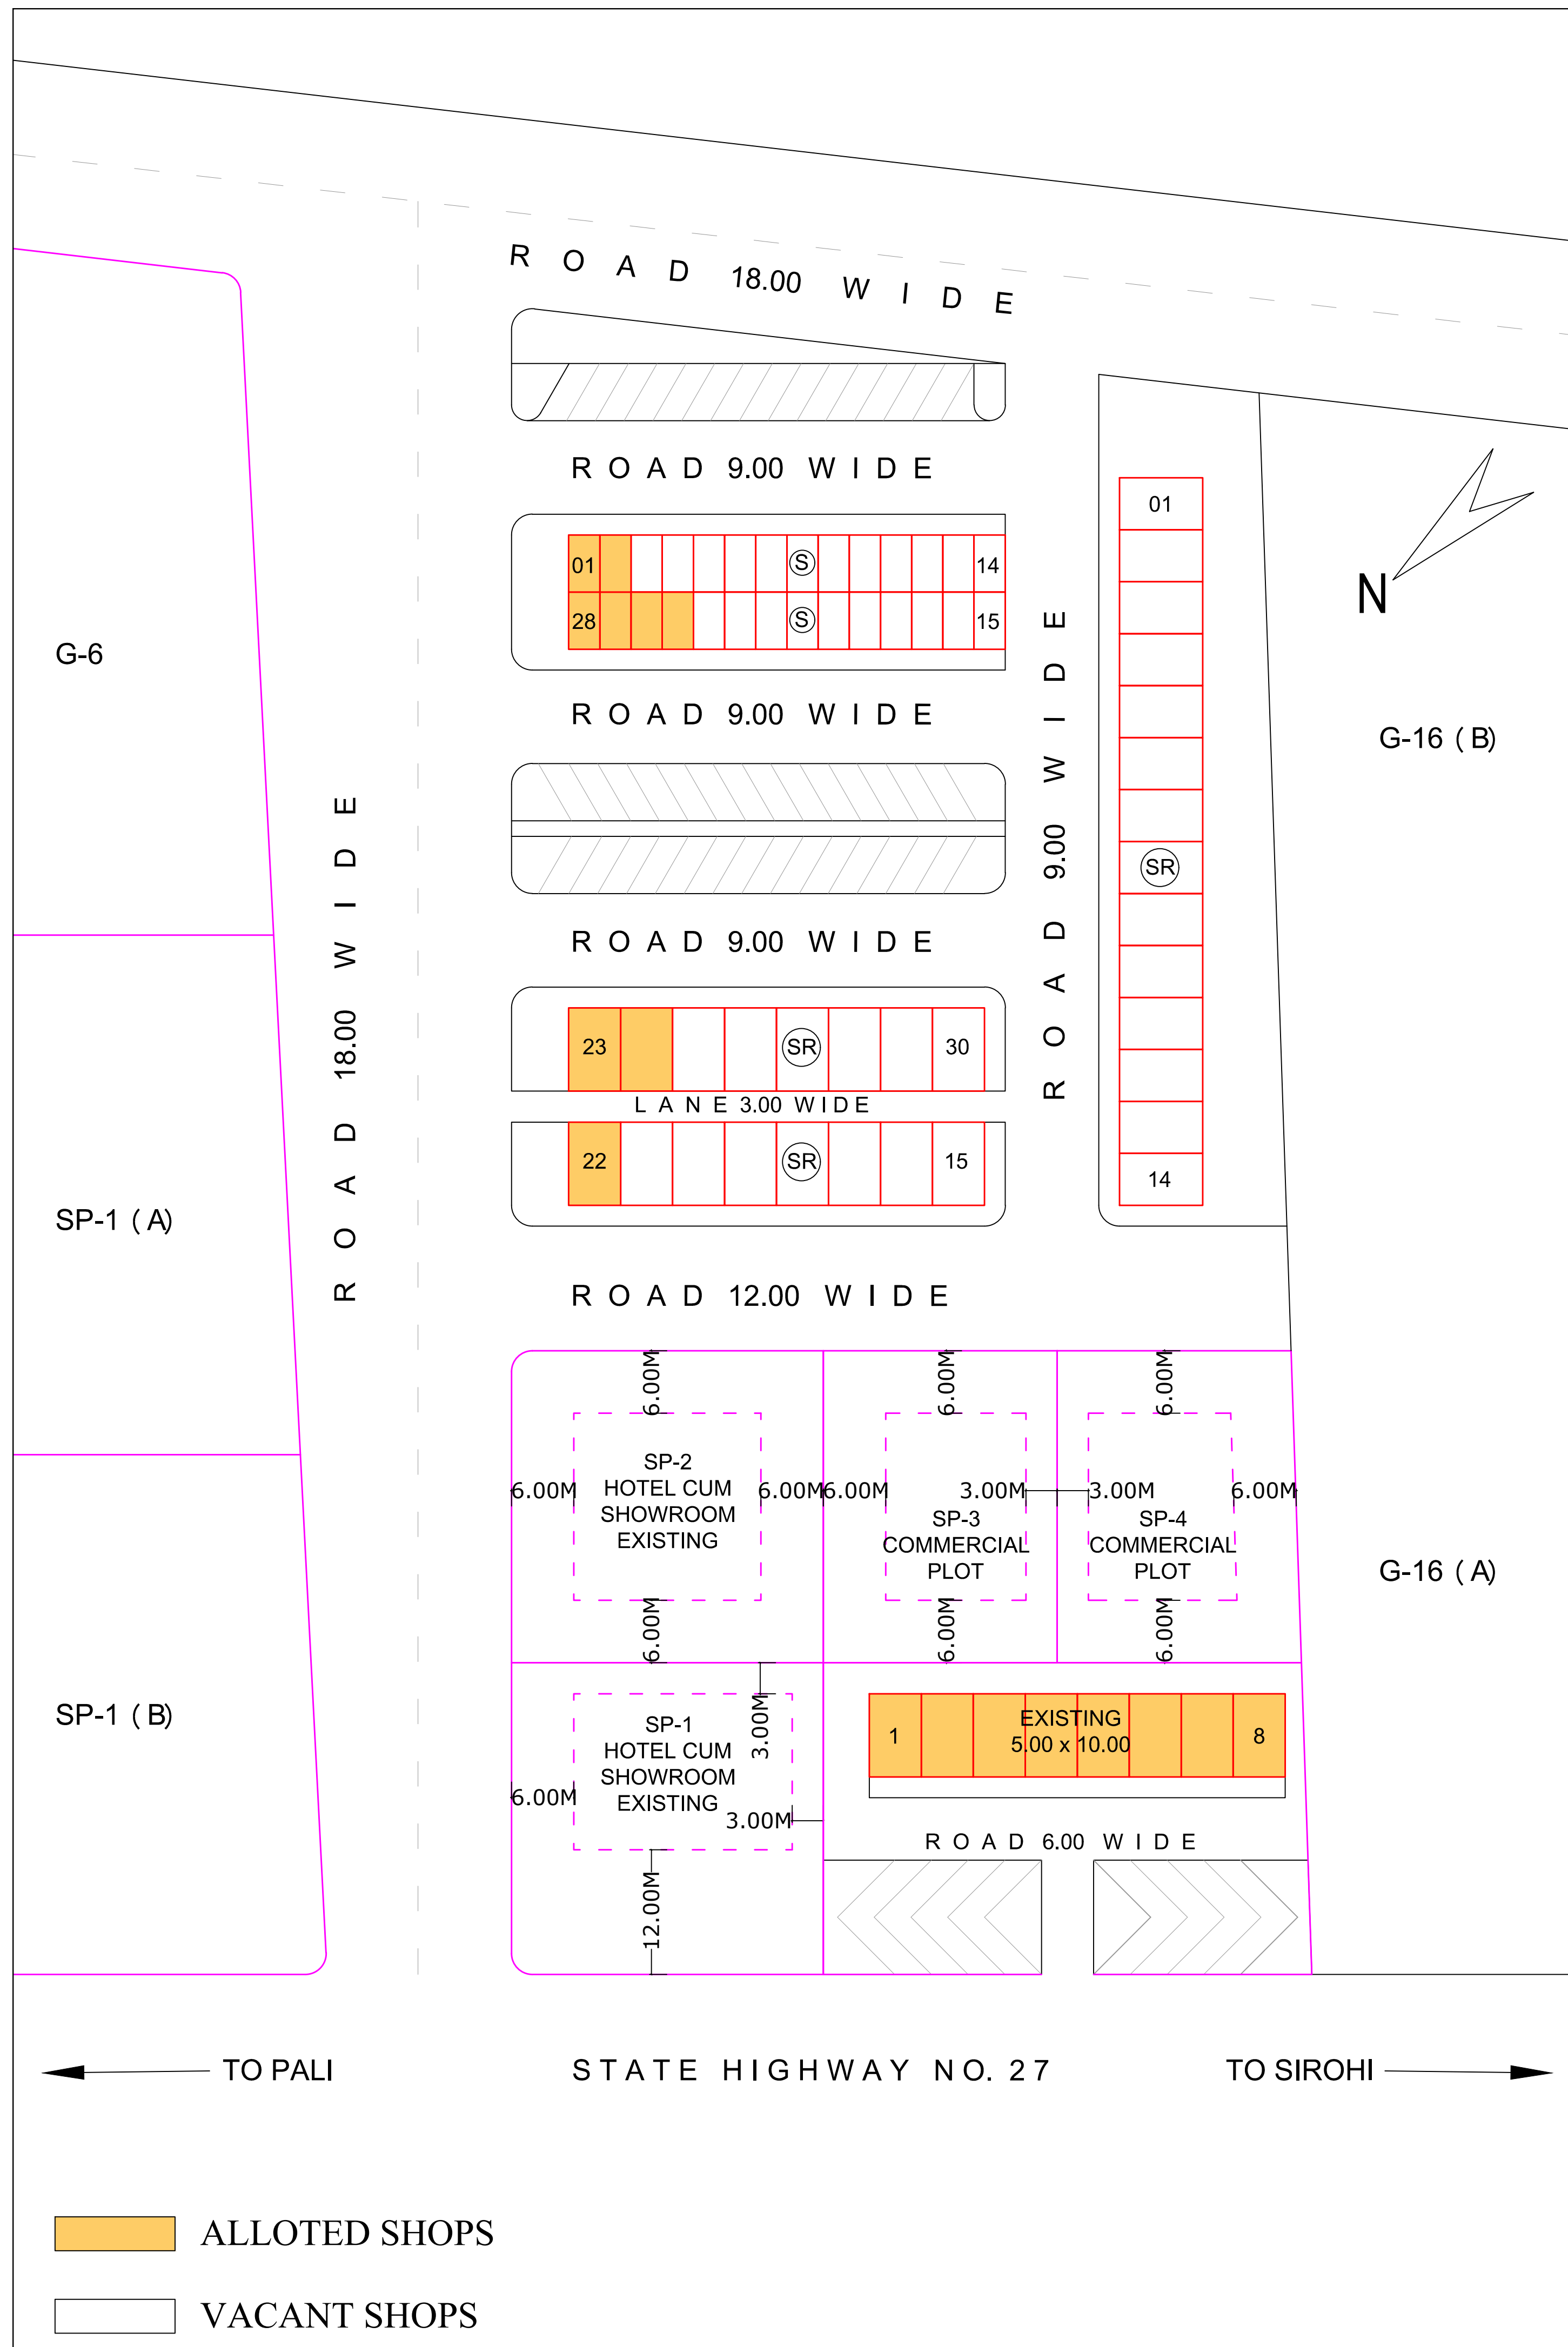 ROAD 18.00 WIDE
ROAD 9.00 WIDE
01
01
S
14
28
S
15
N
ROAD 9.00 WIDE
G-6
ROAD 9.00 WIDE
G-16 (B)
ROAD 18.00 WIDE
SR
ROAD 9.00 WIDE
23
SR
30
LANE 3.00 WIDE
22
SR
15
14
SP-1 (A)
ROAD 12.00 WIDE
6.00M
6.00M
6.00M
SP-2
HOTEL CUM
SHOWROOM
EXISTING
6.00M
6.00M
6.00M
3.00M
3.00M
6.00M
SP-3
COMMERCIAL
PLOT
SP-4
COMMERCIAL
PLOT
G-16 (A)
6.00M
6.00M
6.00M
SP-1 (B)
SP-1
HOTEL CUM
SHOWROOM
EXISTING
3.00M
6.00M
3.00M
12.00M
1
EXISTING
5.00 x 10.00
8
ROAD 6.00 WIDE
TO PALI
STATE HIGHWAY NO. 27
TO SIROHI
ALLOTED SHOPS
VACANT SHOPS